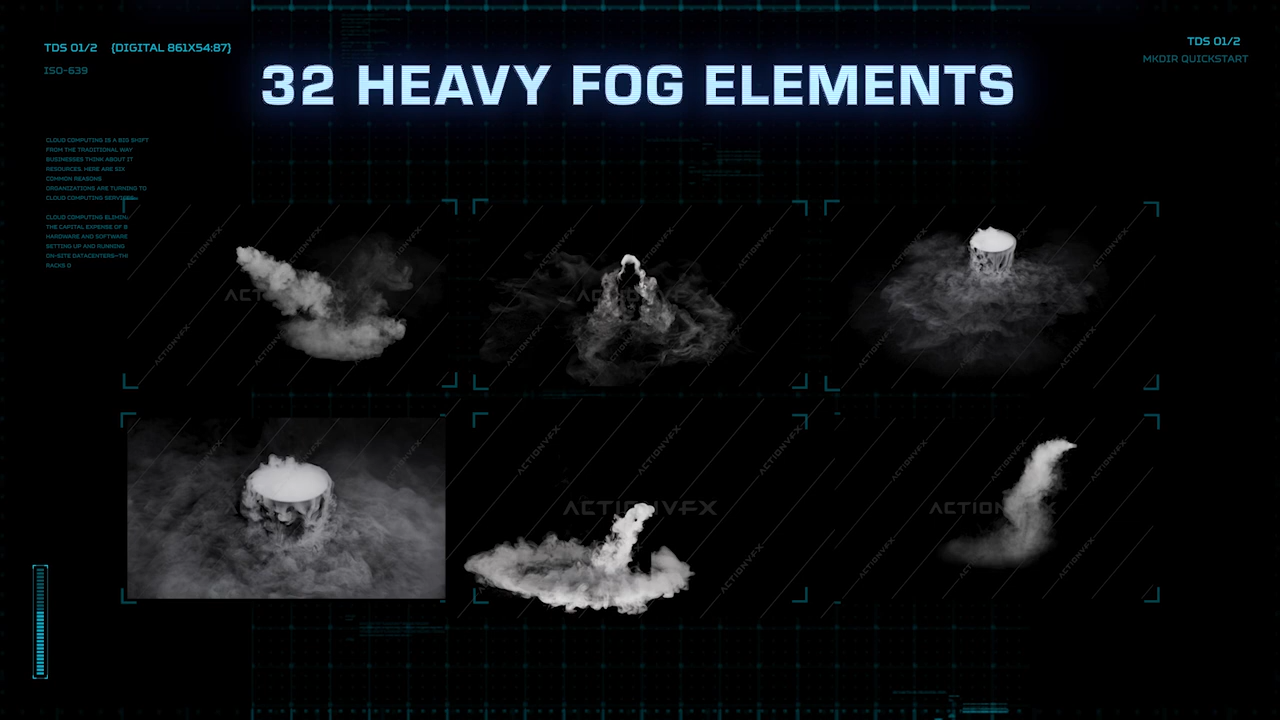 TDS 01/2 (DIGITAL 861X54:87)
ISO-639
TDS 01/2
MKDIR QUICKSTART
32 HEAVY FOG ELEMENTS
CLOUD COMPUTING IS A BIG SHIFT
FROM THE TRADITIONAL WAY
BUSINESSES THINK ABOUT IT
RESOURCES. HERE ARE SIX
COMMON REASONS
ORGANIZATIONS ARE TURNING TO
CLOUD COMPUTING SERVICES
CLOUD COMPUTING ELIMIN
THE CAPITAL EXPENSE OF B
HARDWARE AND SOFTWARE
SETTING UP AND RUNNING
ON-SITE DATACENTERS—THI
RACKS O
ACTIONVFX
ACTIONVFX
ACTIONVFX